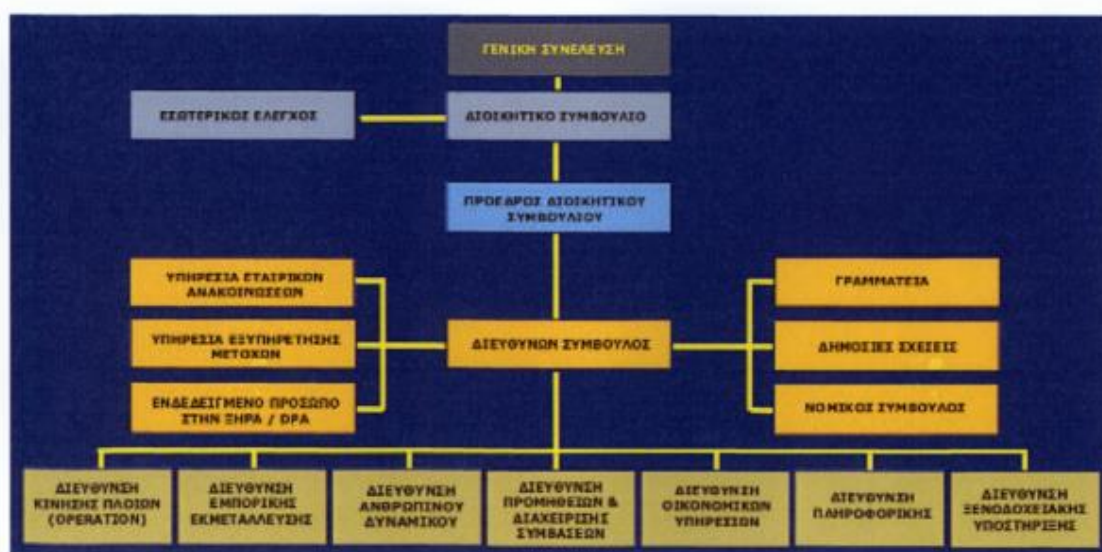 ΓΕΝΙΚΗ ΣΥΝΕΛΕΥΣΗ
ΕΣΩΤΕΡΙΚΟΣ ΕΛΕΓΧΟΣ
ΔΙΟΙΚΗΤΙΚΟ ΣΥΜΒΟΥΛΙΟ
ΠΡΟΕΔΡΟΣ ΔΙΟΙΚΗΤΙΚΟΥ
ΣΥΜΒΟΥΛΙΟΥ
ΥΠΗΡΕΣΙΑ ΕΤΑΙΡΙΚΩΝ
ΑΝΑΚΟΙΝΩΣΕΩΝ
ΥΠΗΡΕΣΙΑ ΕΞΥΠΗΡΕΤΗΣΗΣ
ΜΕΤΟΧΩΝ
ΕΝΔΕΔΕΙΓΜΕΝΟ ΠΡΟΣΩΠΟ
ΣΤΗΝ ΞΗΡΑ / DPA
ΔΙΕΥΘΥΝΩΝ ΣΥΜΒΟΥΛΟΣ
ΓΡΑΜΜΑΤΕΙΑ
ΔΗΜΟΣΙΕΣ ΣΧΕΣΕΙΣ
ΝΟΜΙΚΟΣ ΣΥΜΒΟΥΛΟΣ
ΔΙΕΥΘΥΝΣΗ
ΚΙΝΗΣΗΣ ΠΛΟΙΩΝ
(OPERATION)
ΔΙΕΥΘΥΝΣΗ
ΕΜΠΟΡΙΚΗΣ
ΕΚΜΕΤΑΛΛΕΥΣΗΣ
ΔΙΕΥΘΥΝΣΗ
ΑΝΘΡΩΠΙΝΟΥ
ΔΥΝΑΜΙΚΟΥ
ΔΙΕΥΘΥΝΣΗ
ΠΡΟΜΗΘΕΙΩΝ &
ΔΙΑΧΕΙΡΙΣΗΣ
ΣΥΜΒΑΣΕΩΝ
ΔΙΕΥΘΥΝΣΗ
ΟΙΚΟΝΟΜΙΚΩΝ
ΥΠΗΡΕΣΙΩΝ
ΔΙΕΥΘΥΝΣΗ
ΠΛΗΡΟΦΟΡΙΚΗΣ
ΔΙΕΥΘΥΝΣΗ
ΞΕΝΟΔΟΧΕΙΑΚΗΣ
ΥΠΟΣΤΗΡΙΞΗΣ